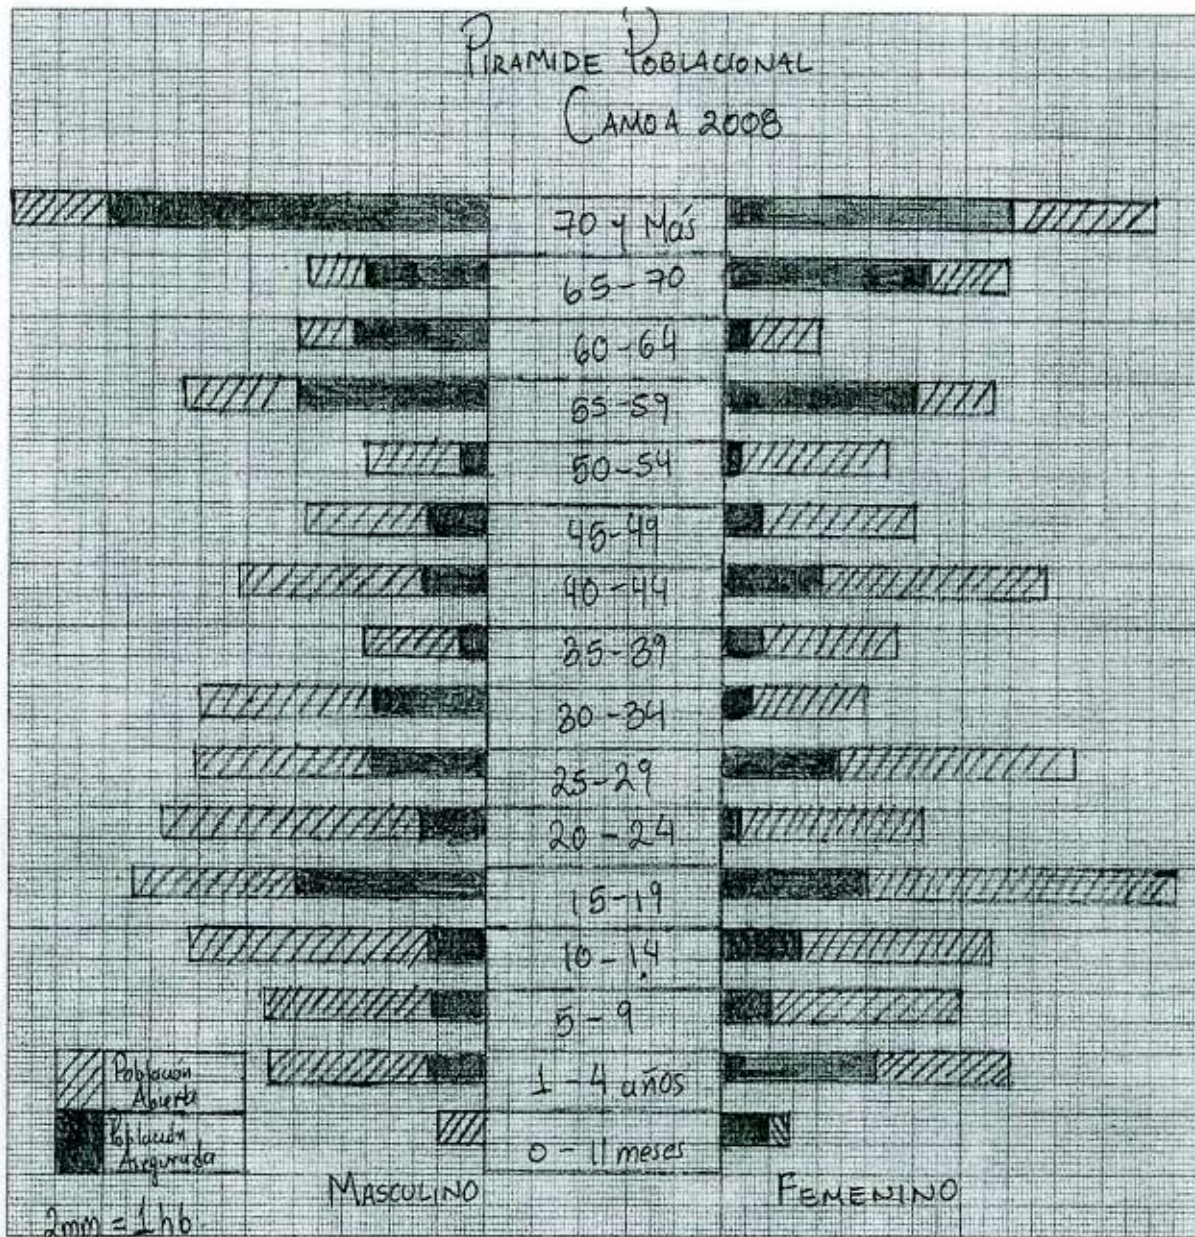 PIRAMIDE POBLACIONAL
CAMOA 2008
70 y Más
65-70
60-64
55-59
50-54
45-49
40-44
35-39
30-34
25-29
20-24
15-19
10-14
5-9
1-4 años
0-11 meses
Población
Abierta
Población
Asegurada
MASCULINO
FEMENINO
2mm = 1 hb